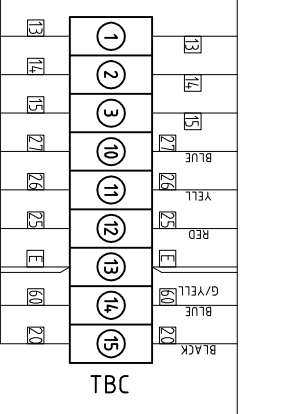 13 1 13
14 2 14
15 3 15
27 10 27 BLUE
26 11 26 YELL
25 12 25 RED
E 13 E
60 14 60 G/YELL
BLUE
20 15 20 BLACK
TBC